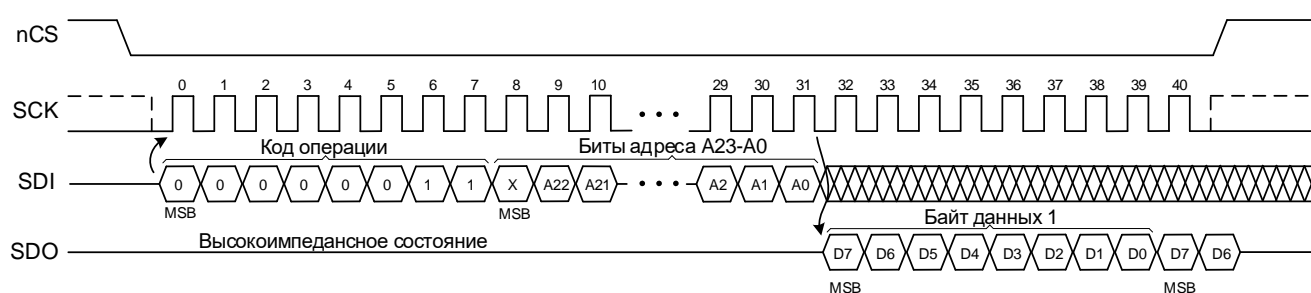 nCS
0 1 2 3 4 5 6 7 8 9 10 29 30 31 32 33 34 35 36 37 38 39 40
SCK
Код операции Биты адреса A23-A0
SDI 0 0 0 0 0 0 1 1 X A22 A21 A2 A1 A0
MSB MSB
Байт данных 1
Высокоимпедансное состояние
SDO D7 D6 D5 D4 D3 D2 D1 D0 D7 D6
MSB MSB